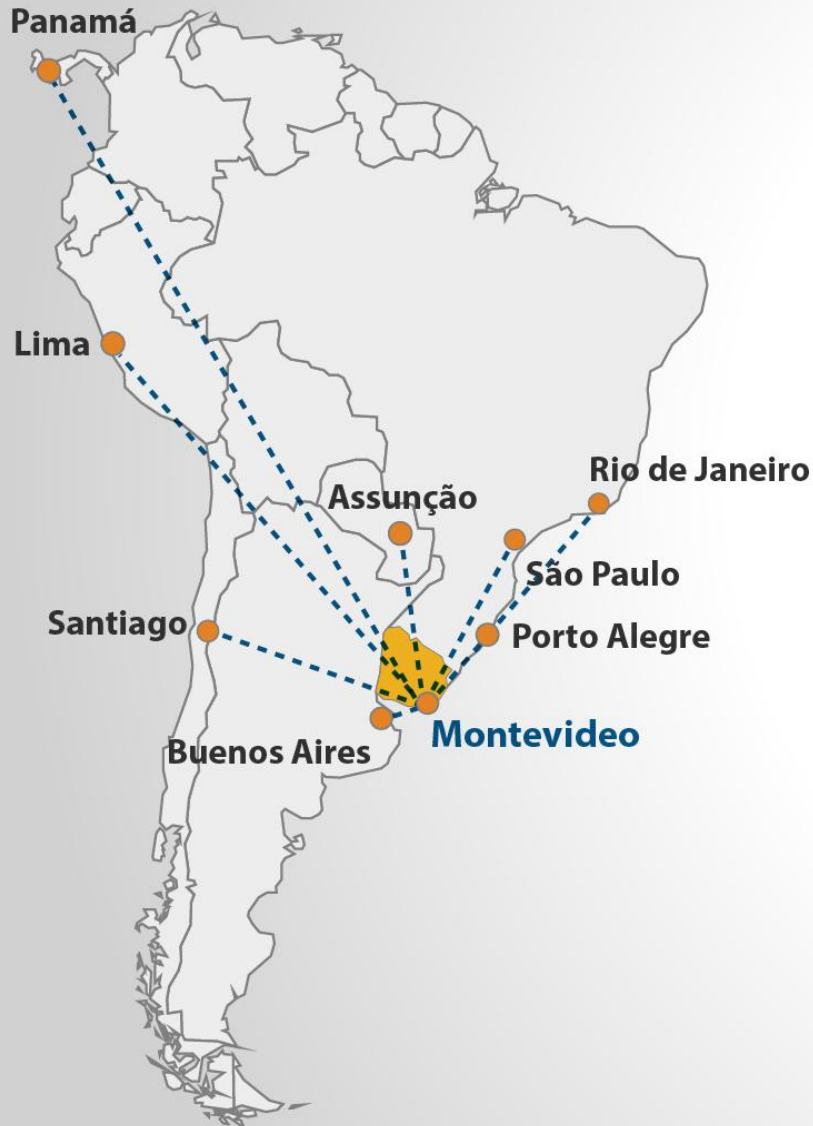 Panamá
Lima
Rio de Janeiro
Assunção
São Paulo
Santiago
Porto Alegre
Montevideo
Buenos Aires